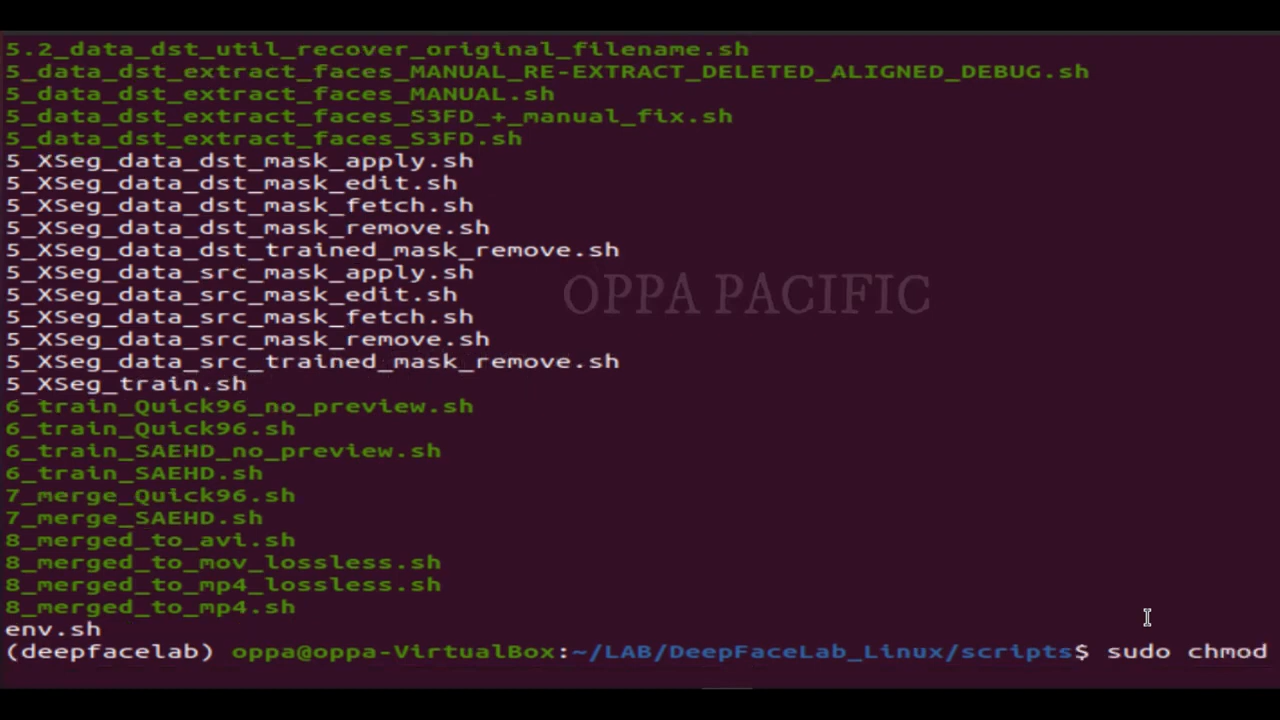 5.2_data_dst_util_recover_original_filename.sh
5_data_dst_extract_faces_MANUAL_RE-EXTRACT_DELETED_ALIGNED_DEBUG.sh
5_data_dst_extract_faces_MANUAL.sh
5_data_dst_extract_faces_S3FD_+_manual_fix.sh
5_data_dst_extract_faces_S3FD.sh
5_XSeg_data_dst_mask_apply.sh
5_XSeg_data_dst_mask_edit.sh
5_XSeg_data_dst_mask_fetch.sh
5_XSeg_data_dst_mask_remove.sh
5_XSeg_data_dst_trained_mask_remove.sh
5_XSeg_data_src_mask_apply.sh
5_XSeg_data_src_mask_edit.sh
OPPA PACIFIC
5_XSeg_data_src_mask_fetch.sh
5_XSeg_data_src_mask_remove.sh
5_XSeg_data_src_trained_mask_remove.sh
5_XSeg_train.sh
6_train_Quick96_no_preview.sh
6_train_Quick96.sh
6_train_SAEHD_no_preview.sh
6_train_SAEHD.sh
7_merge_Quick96.sh
7_merge_SAEHD.sh
8_merged_to_avi.sh
8_merged_to_mov_lossless.sh
8_merged_to_mp4_lossless.sh
8_merged_to_mp4.sh
env.sh
(deepfacelab) oppa@oppa-VirtualBox:~/LAB/DeepFaceLab_Linux/scripts$ sudo chmod